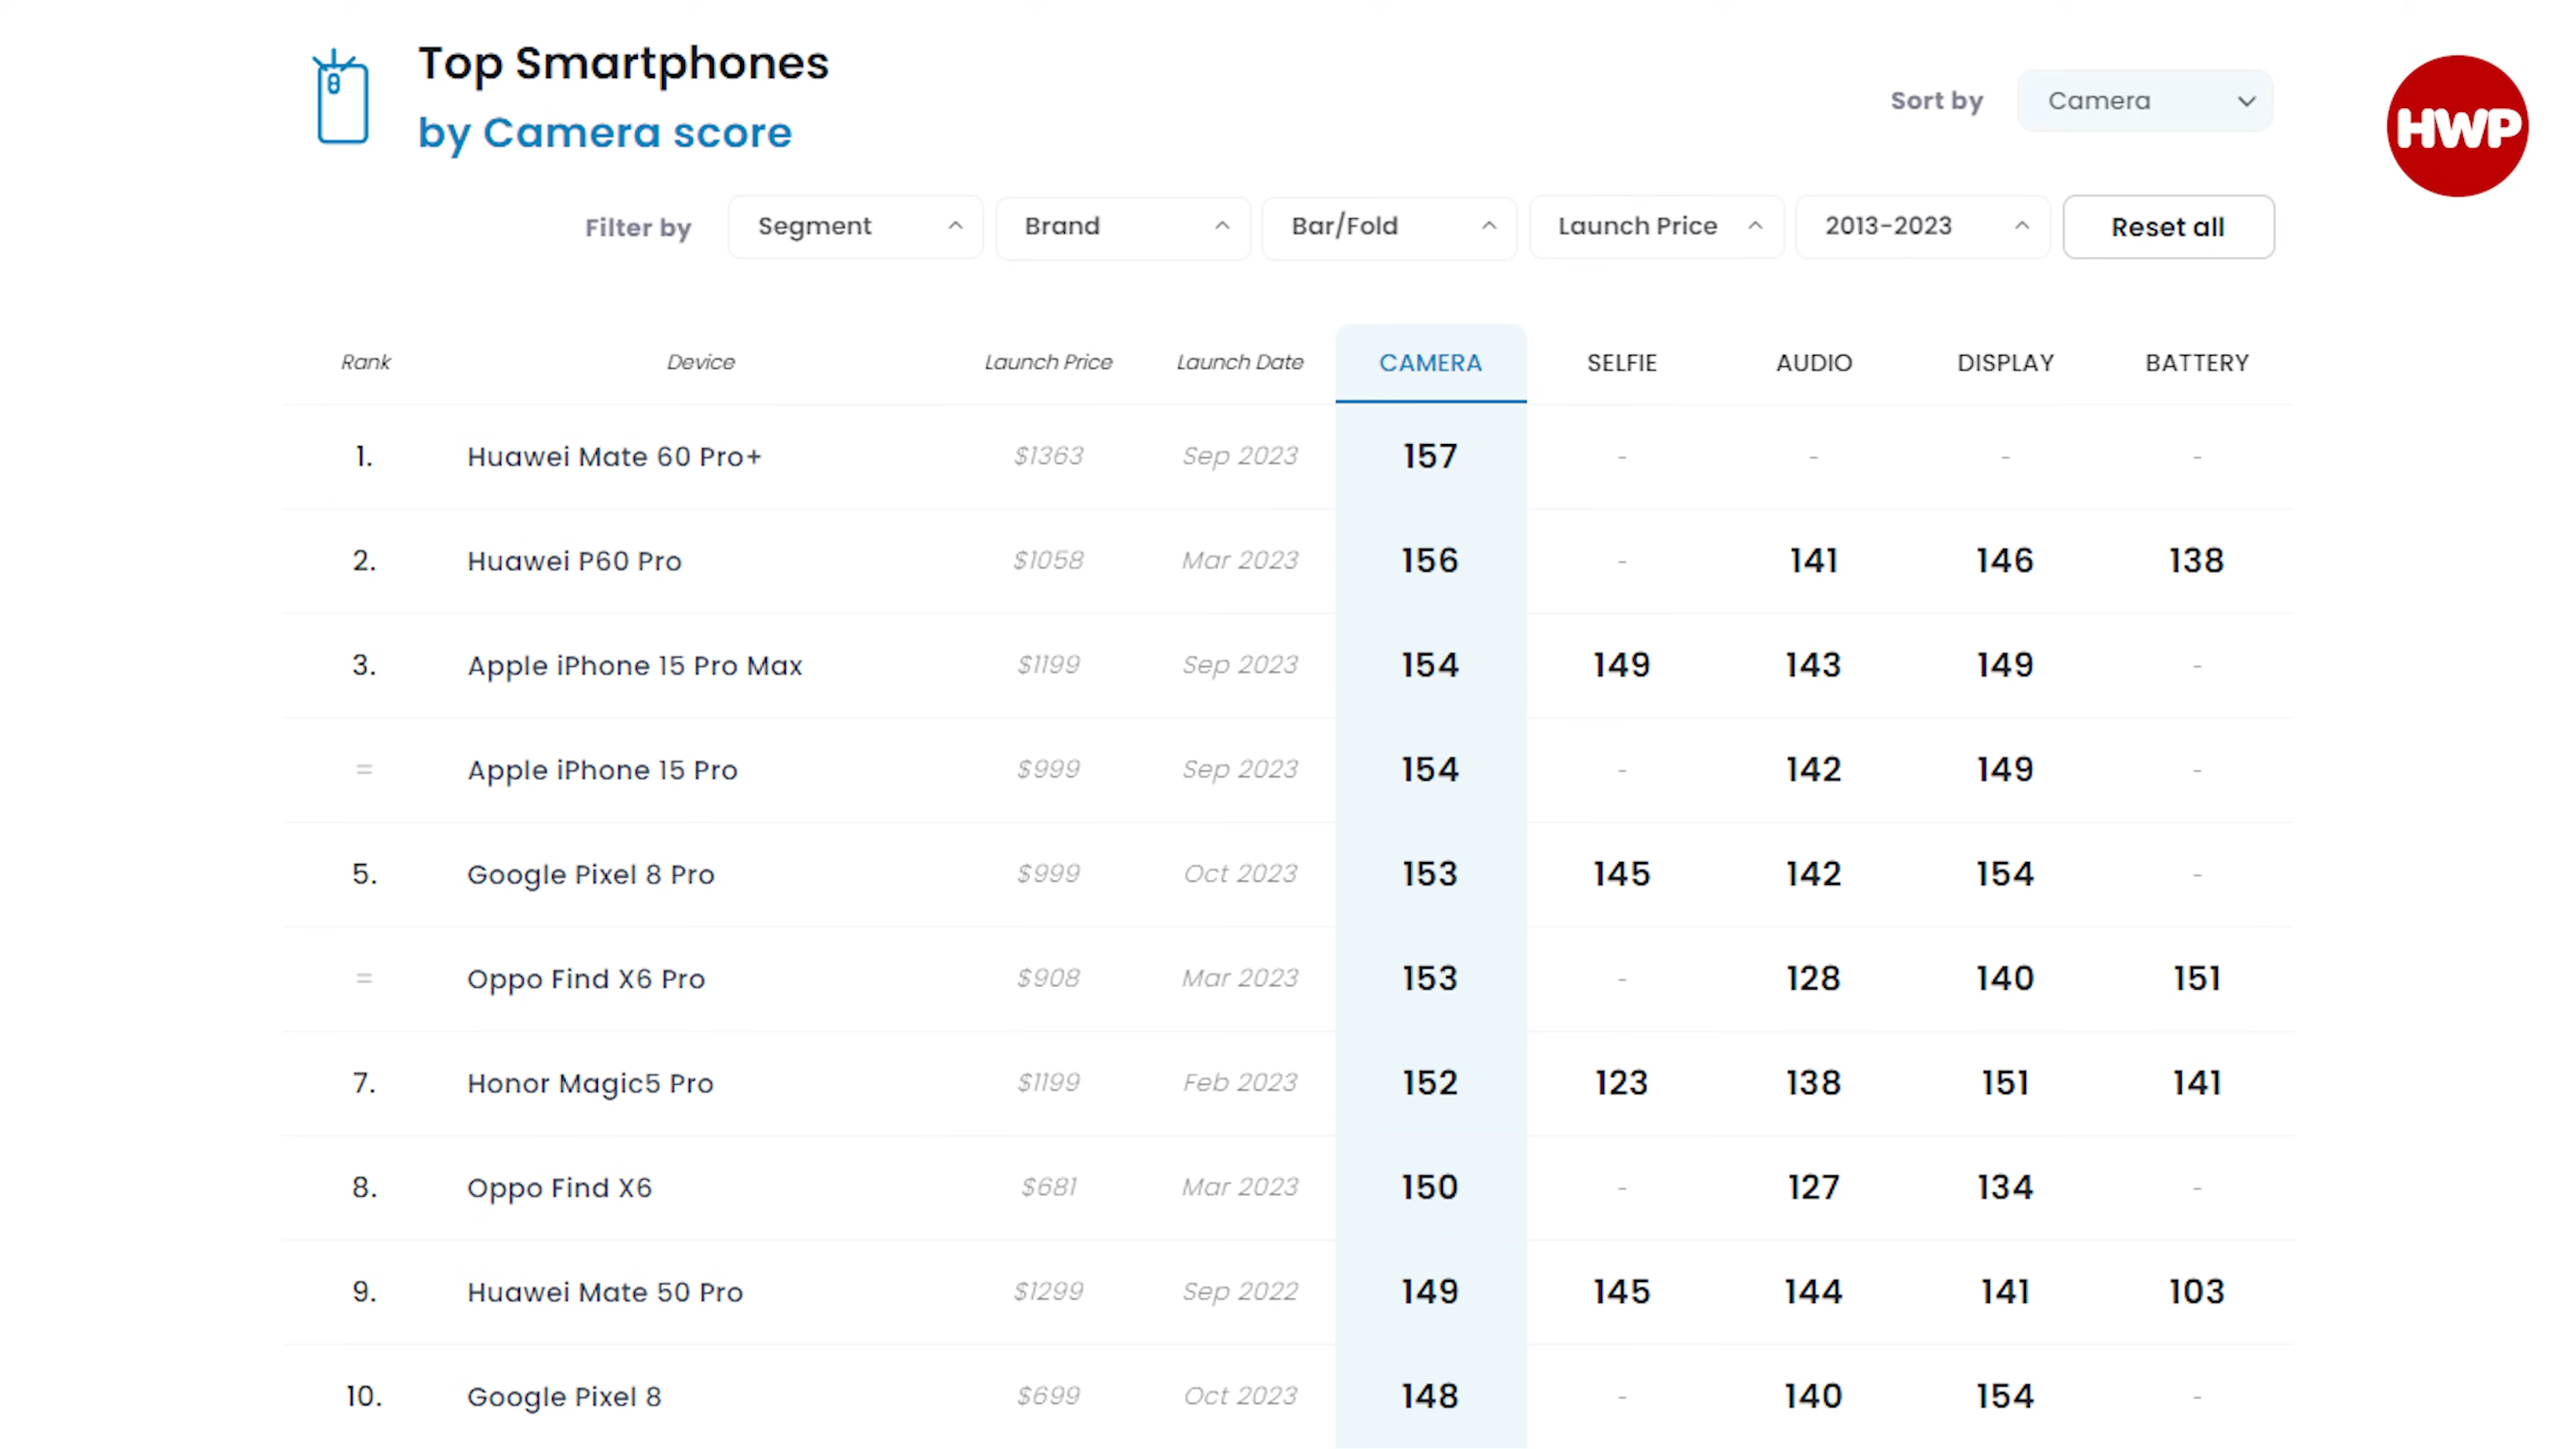 Top Smartphones
by Camera score
Sort by Camera
HWP
Filter by Segment Brand Bar/Fold Launch Price 2013-2023 Reset all
Rank Device Launch Price Launch Date CAMERA SELFIE AUDIO DISPLAY BATTERY
1. Huawei Mate 60 Pro+ $1363 Sep 2023 157 - - - -
2. Huawei P60 Pro $1058 Mar 2023 156 - 141 146 138
3. Apple iPhone 15 Pro Max $1199 Sep 2023 154 149 143 149 -
= Apple iPhone 15 Pro $999 Sep 2023 154 - 142 149 -
5. Google Pixel 8 Pro $999 Oct 2023 153 145 142 154 -
= Oppo Find X6 Pro $908 Mar 2023 153 - 128 140 151
7. Honor Magic5 Pro $1199 Feb 2023 152 123 138 151 141
8. Oppo Find X6 $681 Mar 2023 150 - 127 134 -
9. Huawei Mate 50 Pro $1299 Sep 2022 149 145 144 141 103
10. Google Pixel 8 $699 Oct 2023 148 - 140 154 -